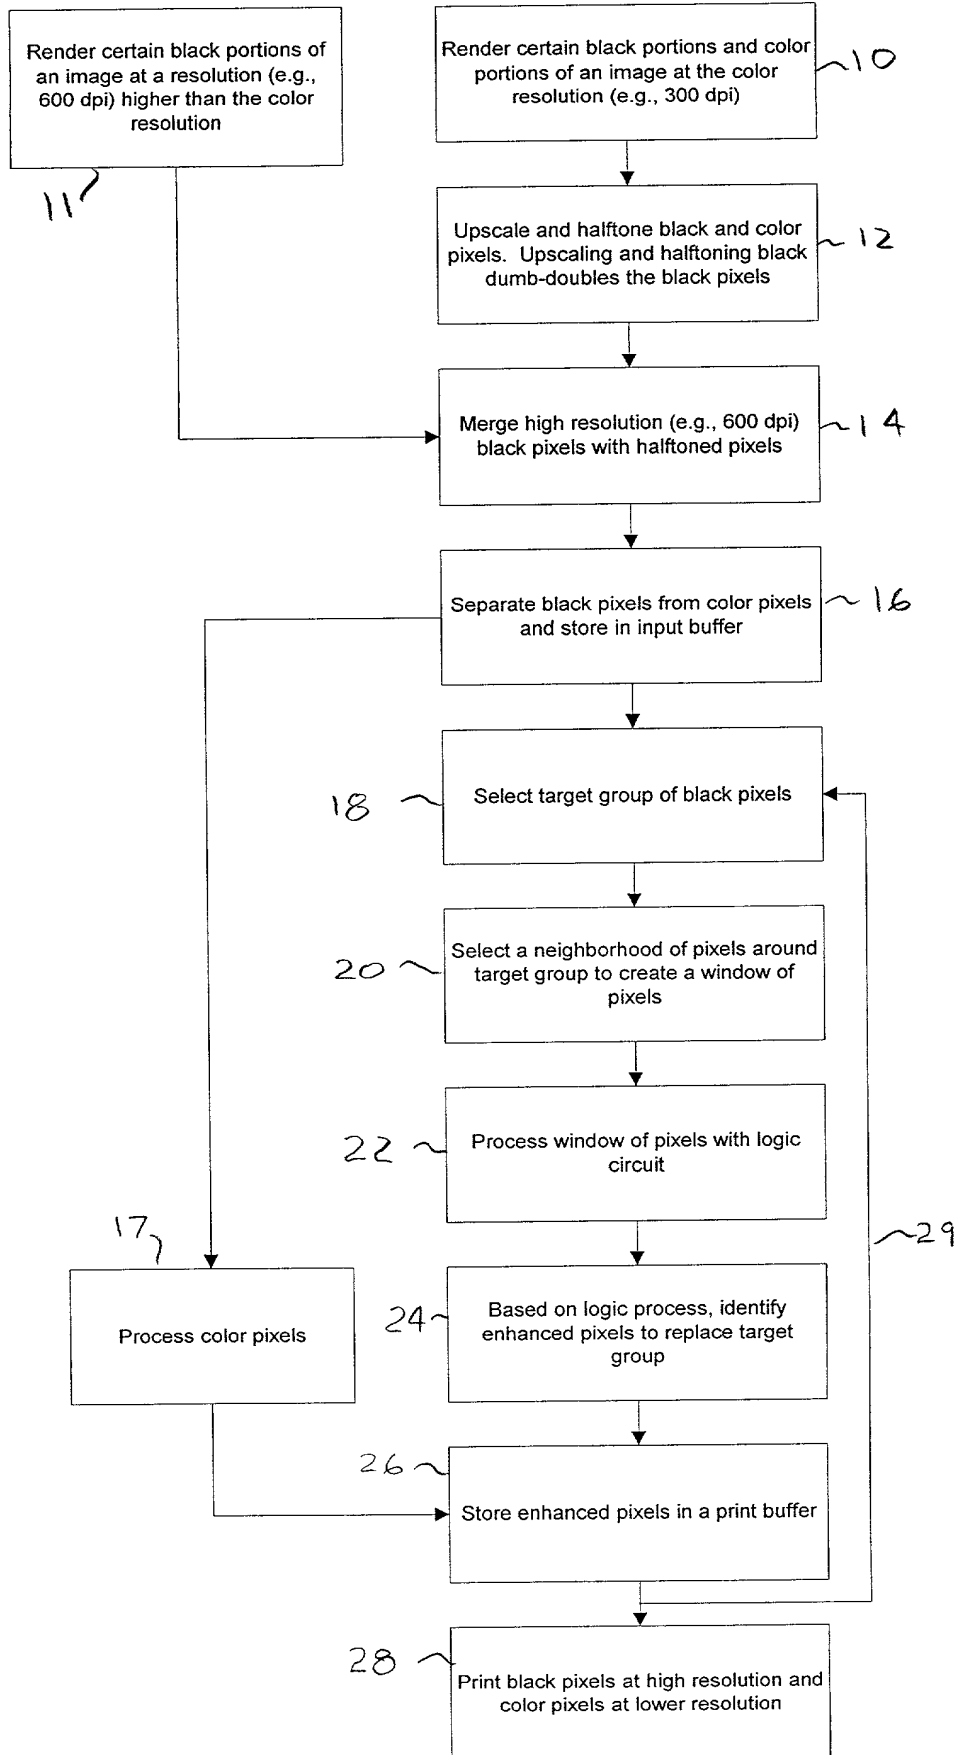 Render certain black portions of
an image at a resolution (e.g.,
600 dpi) higher than the color
resolution
11
Render certain black portions and color
portions of an image at the color
resolution (e.g., 300 dpi)
10
Upscale and halftone black and color
pixels. Upscaling and halftoning black
dumb-doubles the black pixels
12
Merge high resolution (e.g., 600 dpi)
black pixels with halftoned pixels
14
Separate black pixels from color pixels
and store in input buffer
16
Select target group of black pixels
18
Select a neighborhood of pixels around
target group to create a window of
pixels
20
Process window of pixels with logic
circuit
22
29
17
Process color pixels
Based on logic process, identify
enhanced pixels to replace target
group
24
Store enhanced pixels in a print buffer
26
Print black pixels at high resolution and
color pixels at lower resolution
28